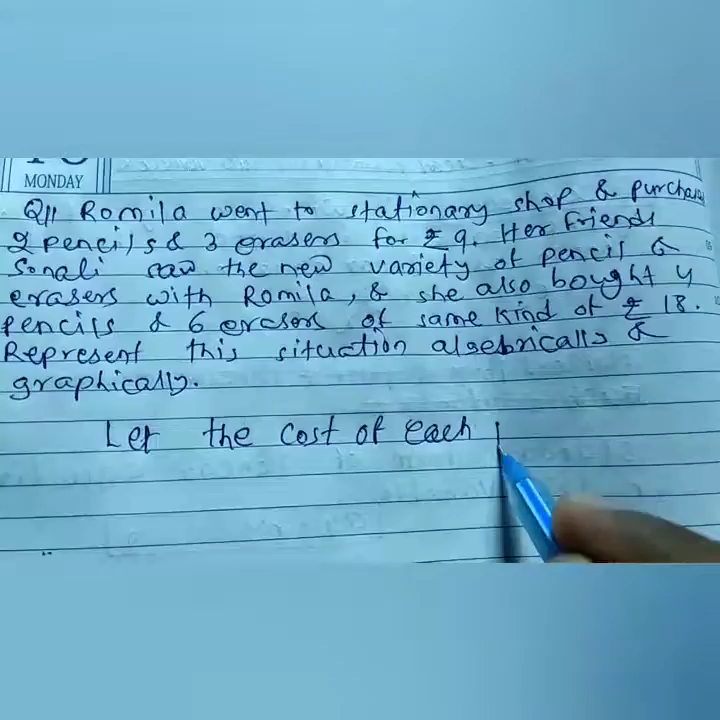 MONDAY
Q11 Romila went to stationary shop & purchas
2 pencils & 3 erasers for ₹ 9. Her Friends
Sonali saw the new variety of pencil &
erasers with Romila, & she also bought 4
pencils & 6 erasers of same kind of ₹ 18.
Represent this situation algebrically &
graphically.
Let the cost of each